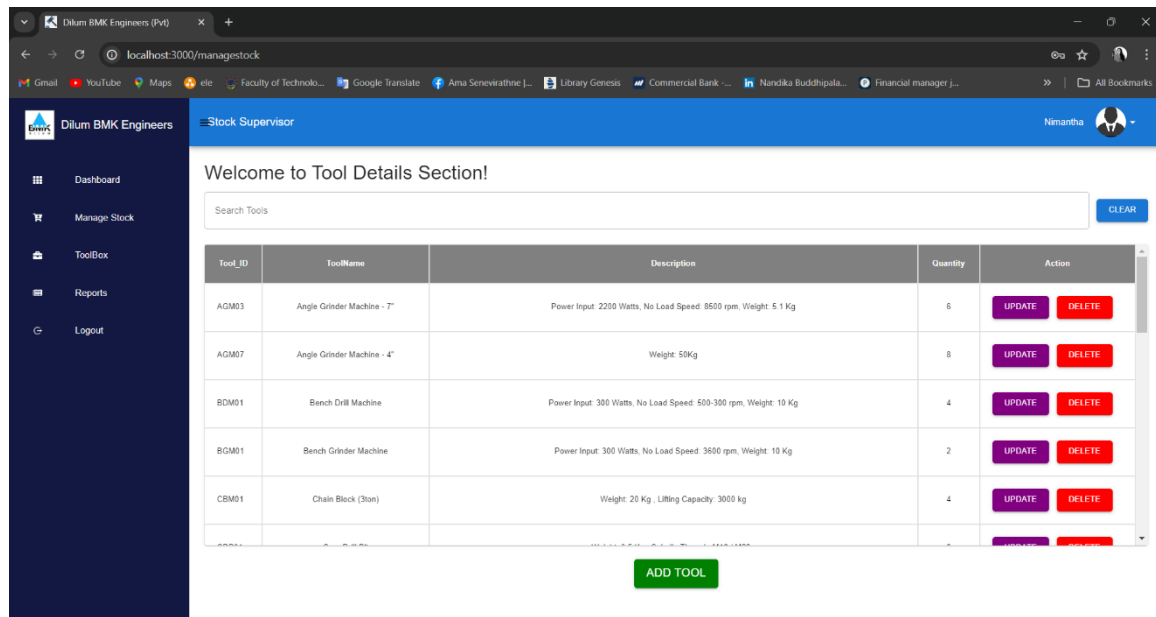 Dilum BMK Engineers (Pvt)
localhost:3000/managestock
Gmail YouTube Maps ele Faculty of Technolo... Google Translate Ama Senevirathne |... Library Genesis Commercial Bank -... Nandika Buddhipala... Financial manager j... » All Bookmarks
BMK Dilum BMK Engineers Stock Supervisor Nimantha
Dashboard
Manage Stock
ToolBox
Reports
Logout
Welcome to Tool Details Section!
Search Tools CLEAR
Tool_ID ToolName Description Quantity Action
AGM03 Angle Grinder Machine - 7" Power Input: 2200 Watts, No Load Speed: 8500 rpm, Weight: 5.1 Kg 6 UPDATE DELETE
AGM07 Angle Grinder Machine - 4" Weight: 50Kg 8 UPDATE DELETE
BDM01 Bench Drill Machine Power Input: 300 Watts, No Load Speed: 500-300 rpm, Weight: 10 Kg 4 UPDATE DELETE
BGM01 Bench Grinder Machine Power Input: 300 Watts, No Load Speed: 3600 rpm, Weight: 10 Kg 2 UPDATE DELETE
CBM01 Chain Block (3ton) Weight: 20 Kg , Lifting Capacity: 3000 kg 4 UPDATE DELETE
UPDATE DELETE
ADD TOOL